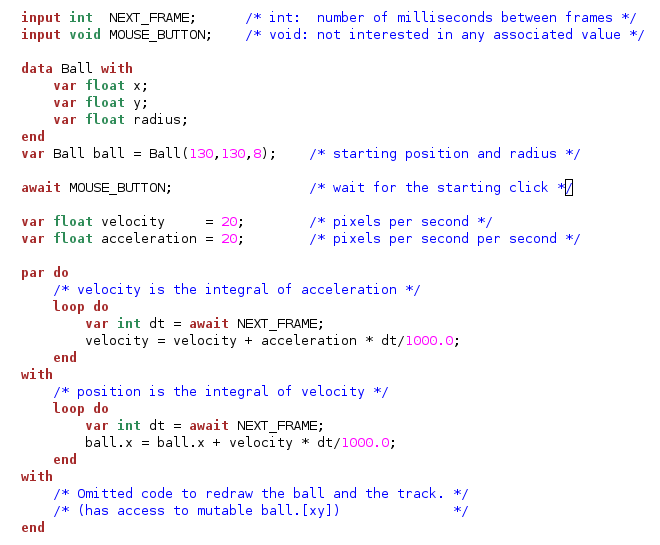 input int  NEXT_FRAME;      /* int:  number of milliseconds between frames */
input void MOUSE_BUTTON;    /* void: not interested in any associated value */
data Ball with
    var float x;
    var float y;
    var float radius;
end
var Ball ball = Ball(130,130,8);    /* starting position and radius */
await MOUSE_BUTTON;                 /* wait for the starting click */
var float velocity     = 20;        /* pixels per second */
var float acceleration = 20;        /* pixels per second per second */
par do
    /* velocity is the integral of acceleration */
    loop do
        var int dt = await NEXT_FRAME;
        velocity = velocity + acceleration * dt/1000.0;
    end
with
    /* position is the integral of velocity */
    loop do
        var int dt = await NEXT_FRAME;
        ball.x = ball.x + velocity * dt/1000.0;
    end
with
    /* Omitted code to redraw the ball and the track. */
    /* (has access to mutable ball.[xy])              */
end